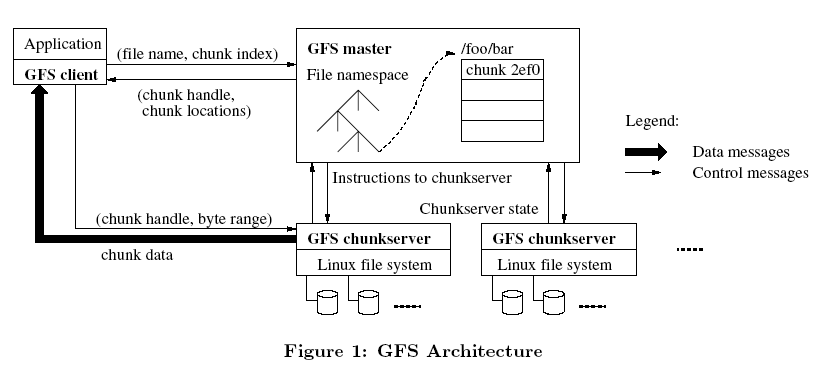 Application
GFS client
(file name, chunk index)
(chunk handle,
chunk locations)
GFS master
File namespace
/foo/bar
chunk 2ef0
Legend:
Data messages
Control messages
Instructions to chunkserver
Chunkserver state
(chunk handle, byte range)
chunk data
GFS chunkserver
Linux file system
GFS chunkserver
Linux file system
Figure 1: GFS Architecture